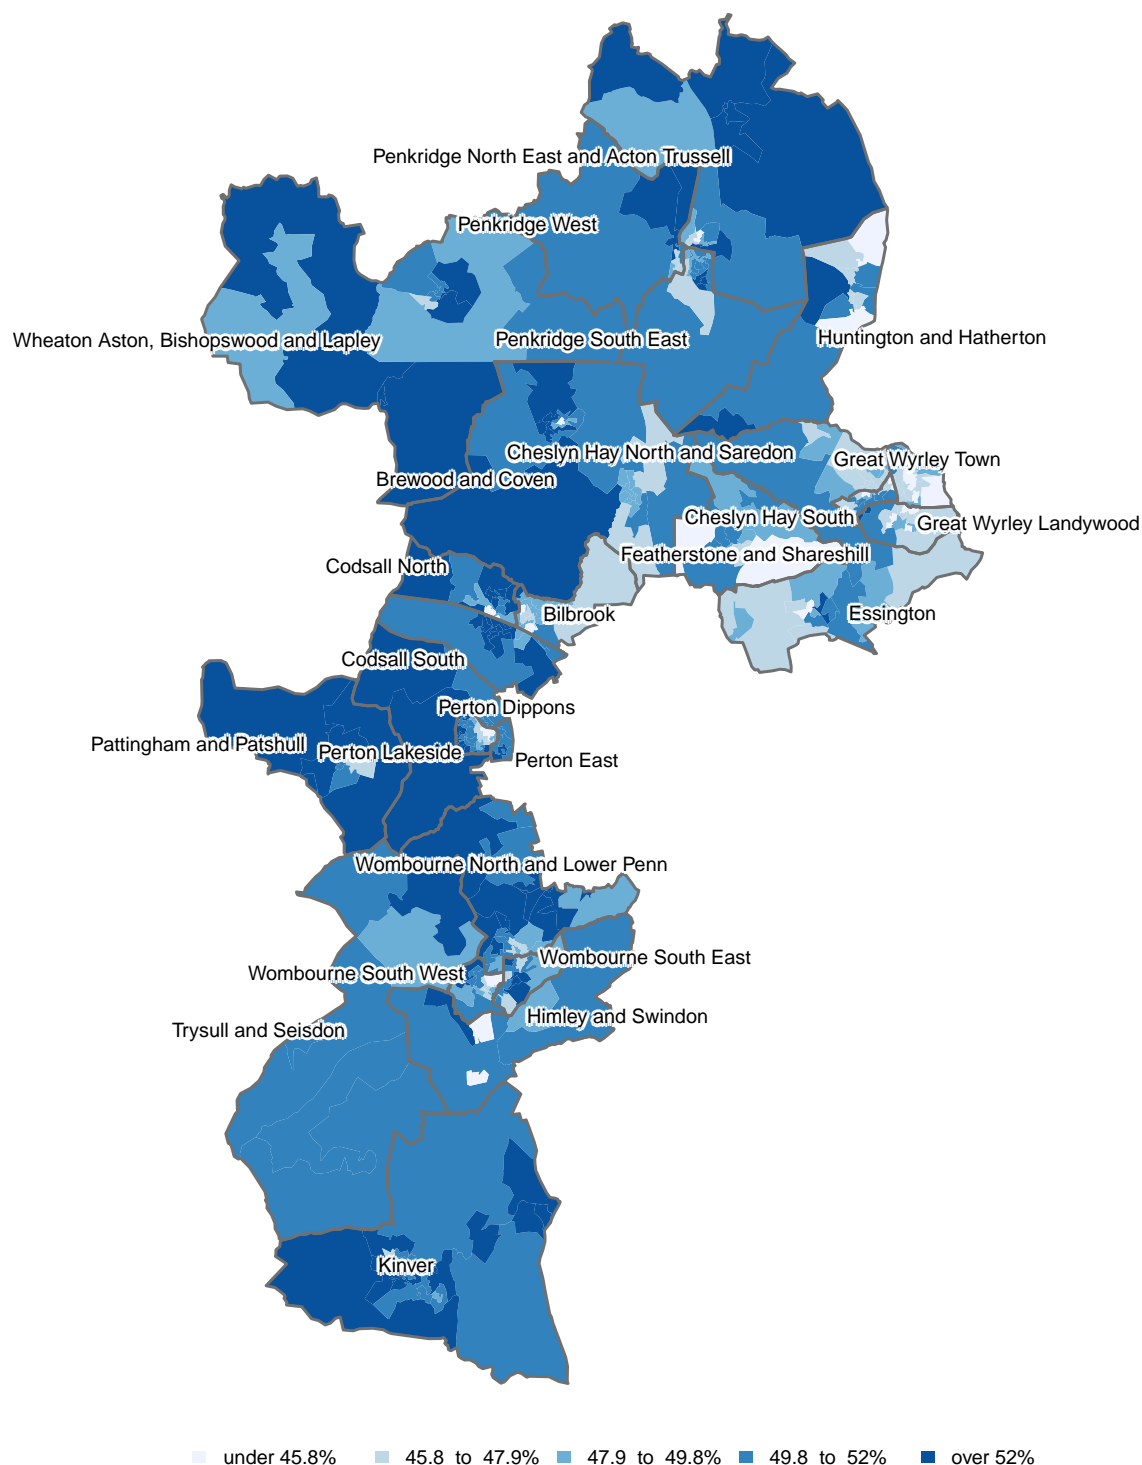 Penkridge North East and Acton Trussell
Penkridge West
Wheaton Aston, Bishopswood and Lapley
Penkridge South East
Huntington and Hatherton
Cheslyn Hay North and Saredon
Great Wyrley Town
Brewood and Coven
Cheslyn Hay South
Great Wyrley Landywood
Featherstone and Shareshill
Codsall North
Bilbrook
Essington
Codsall South
Perton Dippons
Pattingham and Patshull
Perton Lakeside
Perton East
Wombourne North and Lower Penn
Wombourne South East
Wombourne South West
Himley and Swindon
Trysull and Seisdon
Kinver
under 45.8%
45.8 to 47.9%
47.9 to 49.8%
49.8 to 52%
over 52%